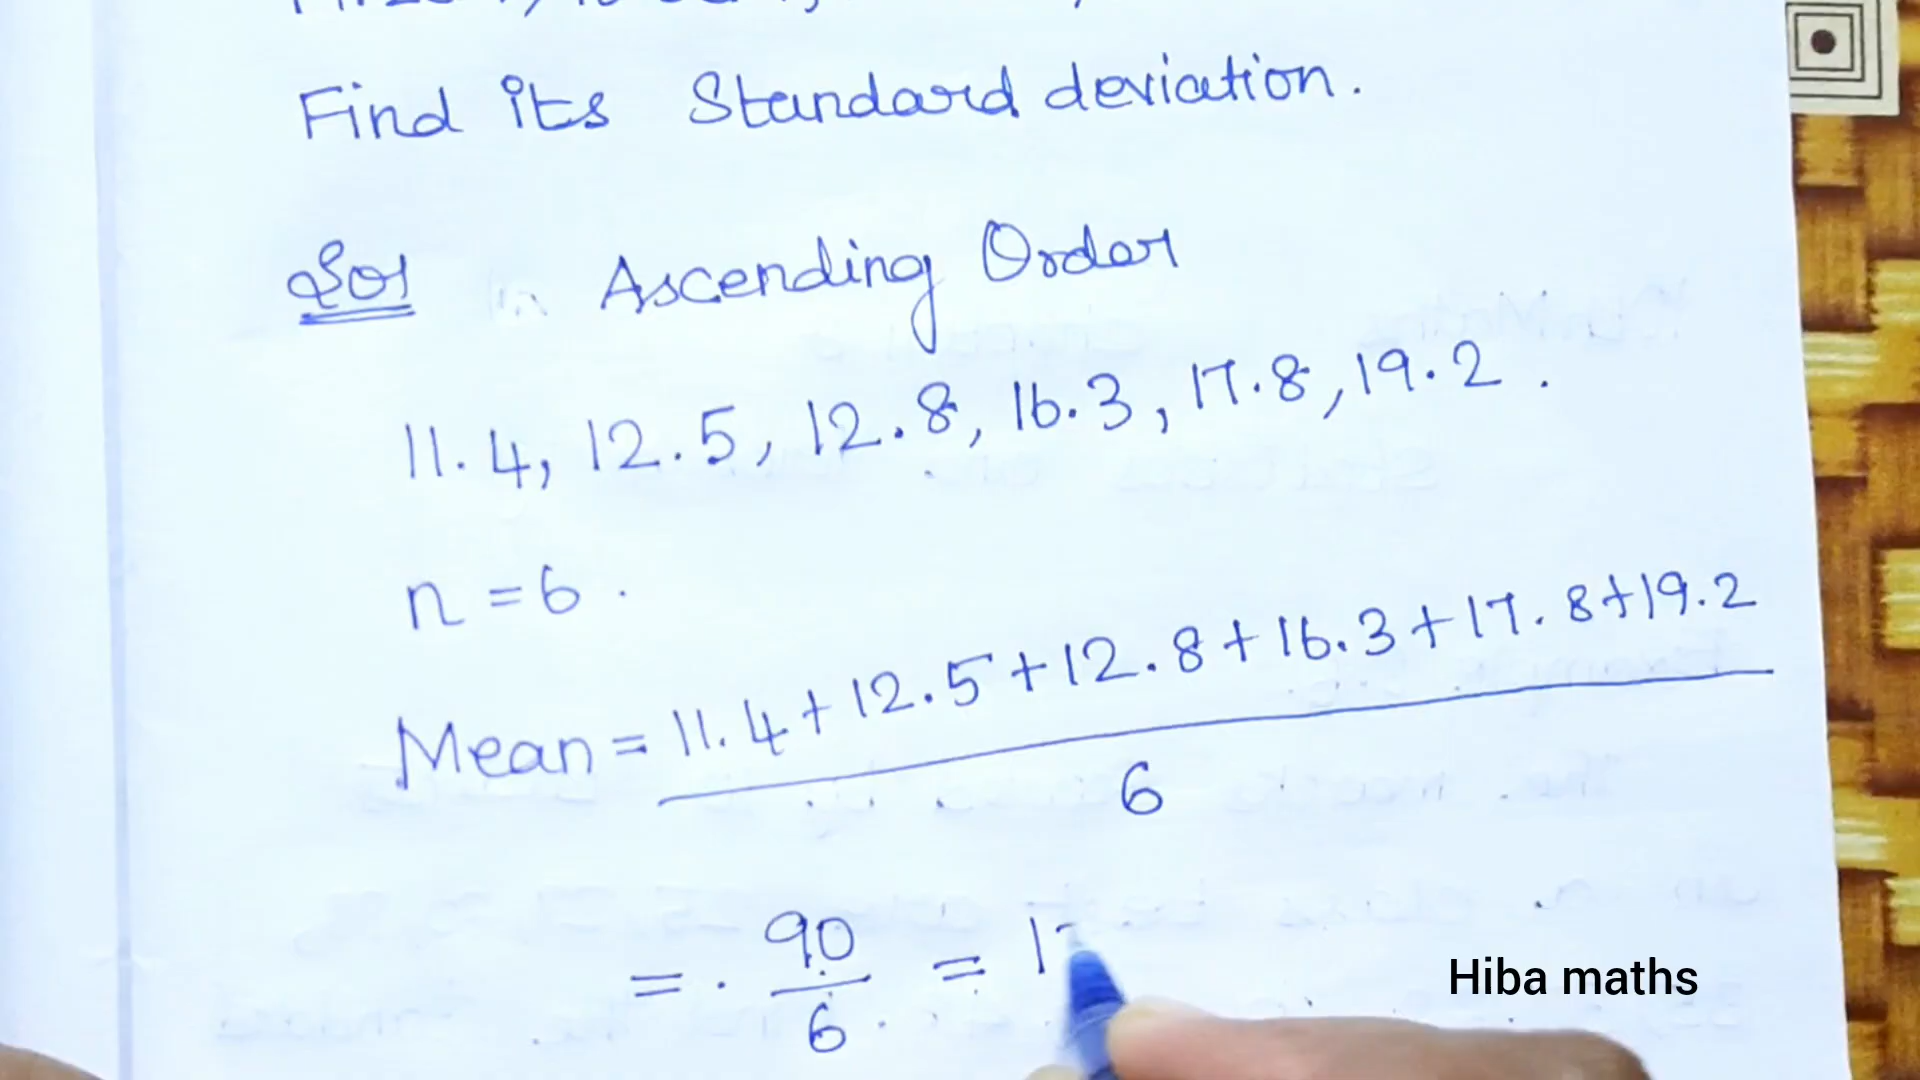 Find its Standard deviation.
Sol
Ascending Order
11.4, 12.5, 12.8, 16.3, 17.8, 19.2.
n = 6.
Mean = 11.4 + 12.5 + 12.8 + 16.3 + 17.8 + 19.2
6
= 90/6 = 1
Hiba maths